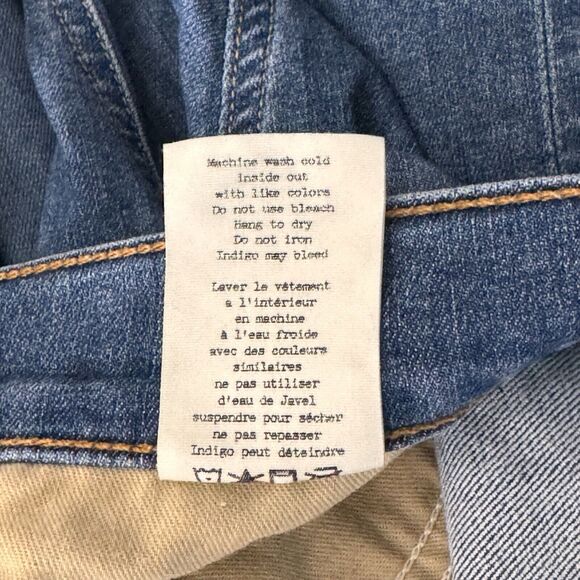 Machine wash cold
inside out
with like colors
Do not use bleach
Hang to dry
Do not iron
Indigo may bleed
Laver le vêtement
a l'intérieur
en machine
à l'eau froide
avec des couleurs
similaires
ne pas utiliser
d'eau de Javel
suspendre pour sécher
ne pas repasser
Indigo peut déteindre